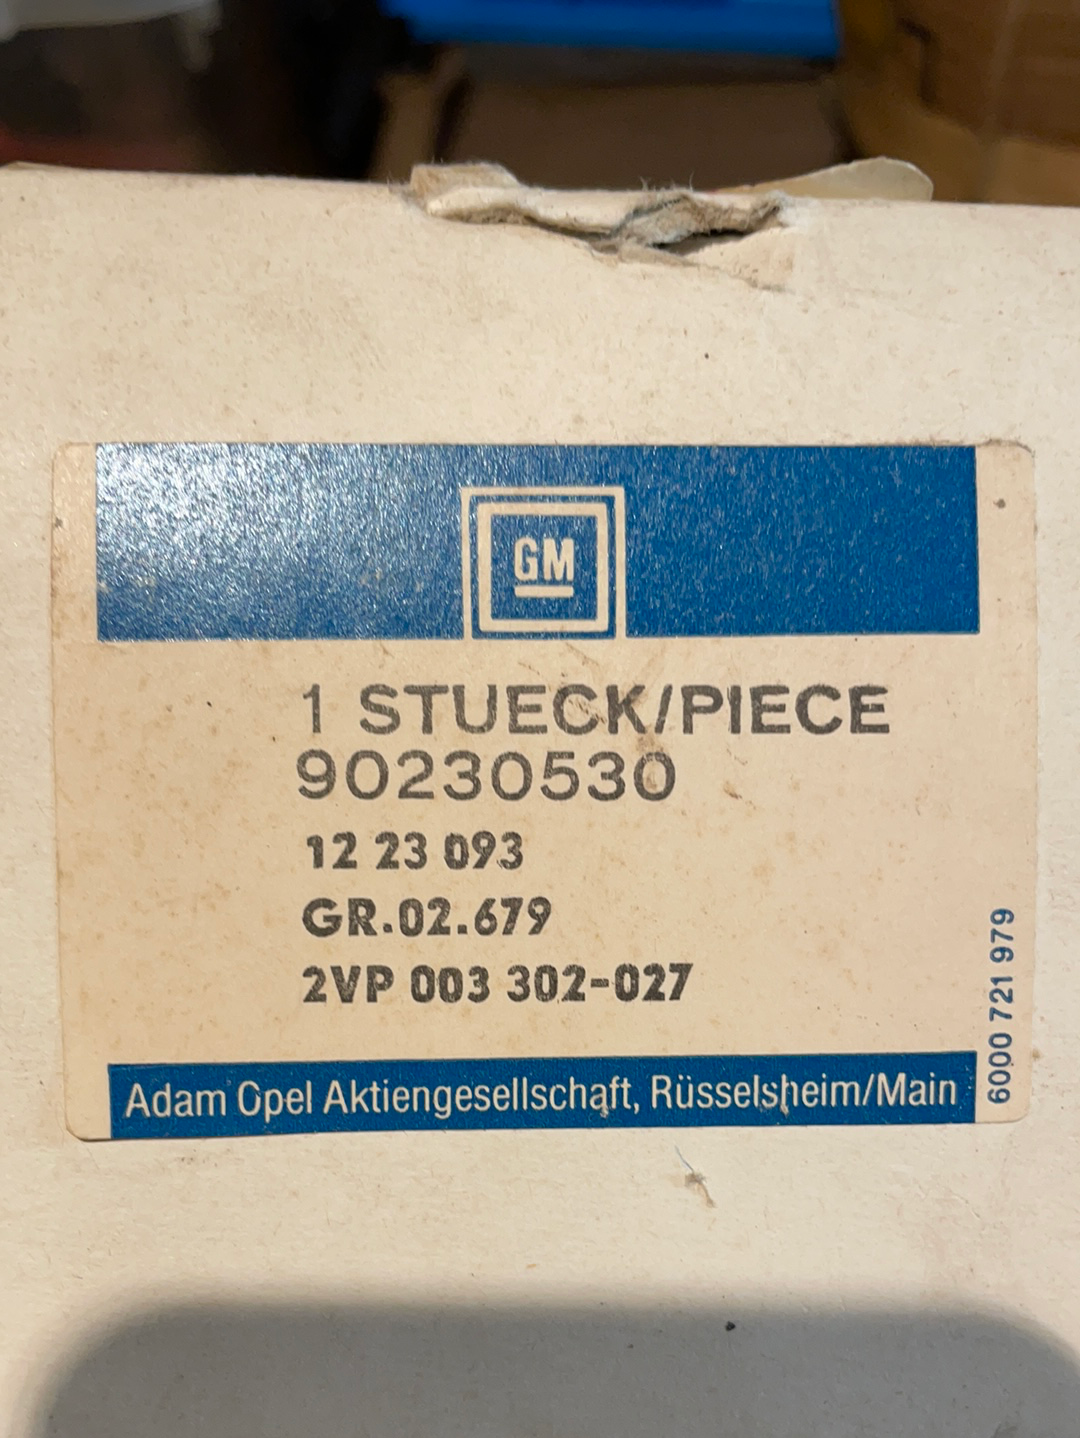 GM
1 STUECK/PIECE
90230530
12 23 093
GR.02.679
2VP 003 302-027
Adam Opel Aktiengesellschaft, Rüsselsheim/Main
6000 721 979